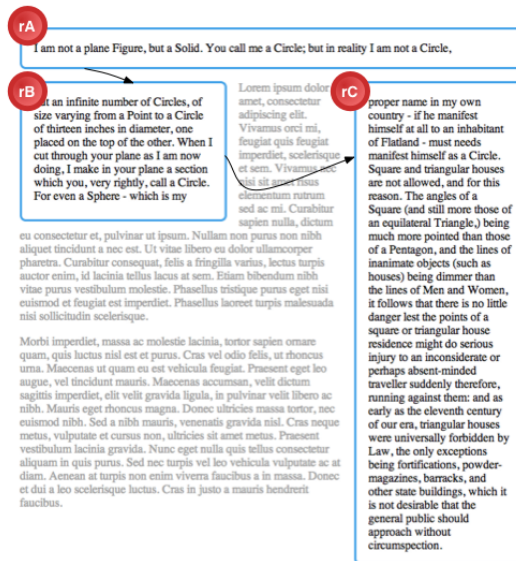 rA
I am not a plane Figure, but a Solid. You call me a Circle; but in reality I am not a Circle,
rB
but an infinite number of Circles, of
size varying from a Point to a Circle
of thirteen inches in diameter, one
placed on the top of the other. When I
cut through your plane as I am now
doing, I make in your plane a section
which you, very rightly, call a Circle.
For even a Sphere - which is my
Lorem ipsum dolor
amet, consectetur
adipiscing elit.
Vivamus orci mi,
feugiat quis feugiat
imperdiet, scelerisque
et sem. Vivamus nec
nisi sit amet risus
elementum rutrum
sed ac mi. Curabitur
sapien nulla, dictum
eu consectetur et, pulvinar ut ipsum. Nullam non purus non nibh
aliquet tincidunt a nec est. Ut vitae libero eu dolor ullamcorper
pharetra. Curabitur consequat, felis a fringilla varius, lectus turpis
auctor enim, id lacinia tellus lacus at sem. Etiam bibendum nibh
vitae purus vestibulum molestie. Phasellus tristique purus eget nisi
euismod et feugiat est imperdiet. Phasellus laoreet turpis malesuada
nisi sollicitudin scelerisque.
Morbi imperdiet, massa ac molestie lacinia, tortor sapien ornare
quam, quis luctus nisl est et purus. Cras vel odio felis, ut rhoncus
urna. Maecenas ut quam eu est vehicula feugiat. Praesent eget leo
augue, vel tincidunt mauris. Maecenas accumsan, velit dictum
sagittis imperdiet, elit velit gravida ligula, in pulvinar velit libero ac
nibh. Mauris eget rhoncus magna. Donec ultricies massa tortor, nec
euismod nibh. Sed a nibh mauris, venenatis gravida nisl. Cras neque
metus, vulputate et cursus non, ultricies sit amet metus. Praesent
vestibulum lacinia gravida. Nunc eget nulla quis tellus consectetur
aliquam in quis purus. Sed nec turpis vel leo vehicula vulputate ac at
diam. Aenean at turpis non enim viverra faucibus a in massa. Donec
et dui a leo scelerisque luctus. Cras in justo a mauris hendrerit
faucibus.
rC
proper name in my own
country - if he manifest
himself at all to an inhabitant
of Flatland - must needs
manifest himself as a Circle.
Square and triangular houses
are not allowed, and for this
reason. The angles of a
Square (and still more those of
an equilateral Triangle,) being
much more pointed than those
of a Pentagon, and the lines of
inanimate objects (such as
houses) being dimmer than
the lines of Men and Women,
it follows that there is no little
danger lest the points of a
square or triangular house
residence might do serious
injury to an inconsiderate or
perhaps absent-minded
traveller suddenly therefore,
running against them: and as
early as the eleventh century
of our era, triangular houses
were universally forbidden by
Law, the only exceptions
being fortifications, powder-
magazines, barracks, and
other state buildings, which it
is not desirable that the
general public should
approach without
circumspection.